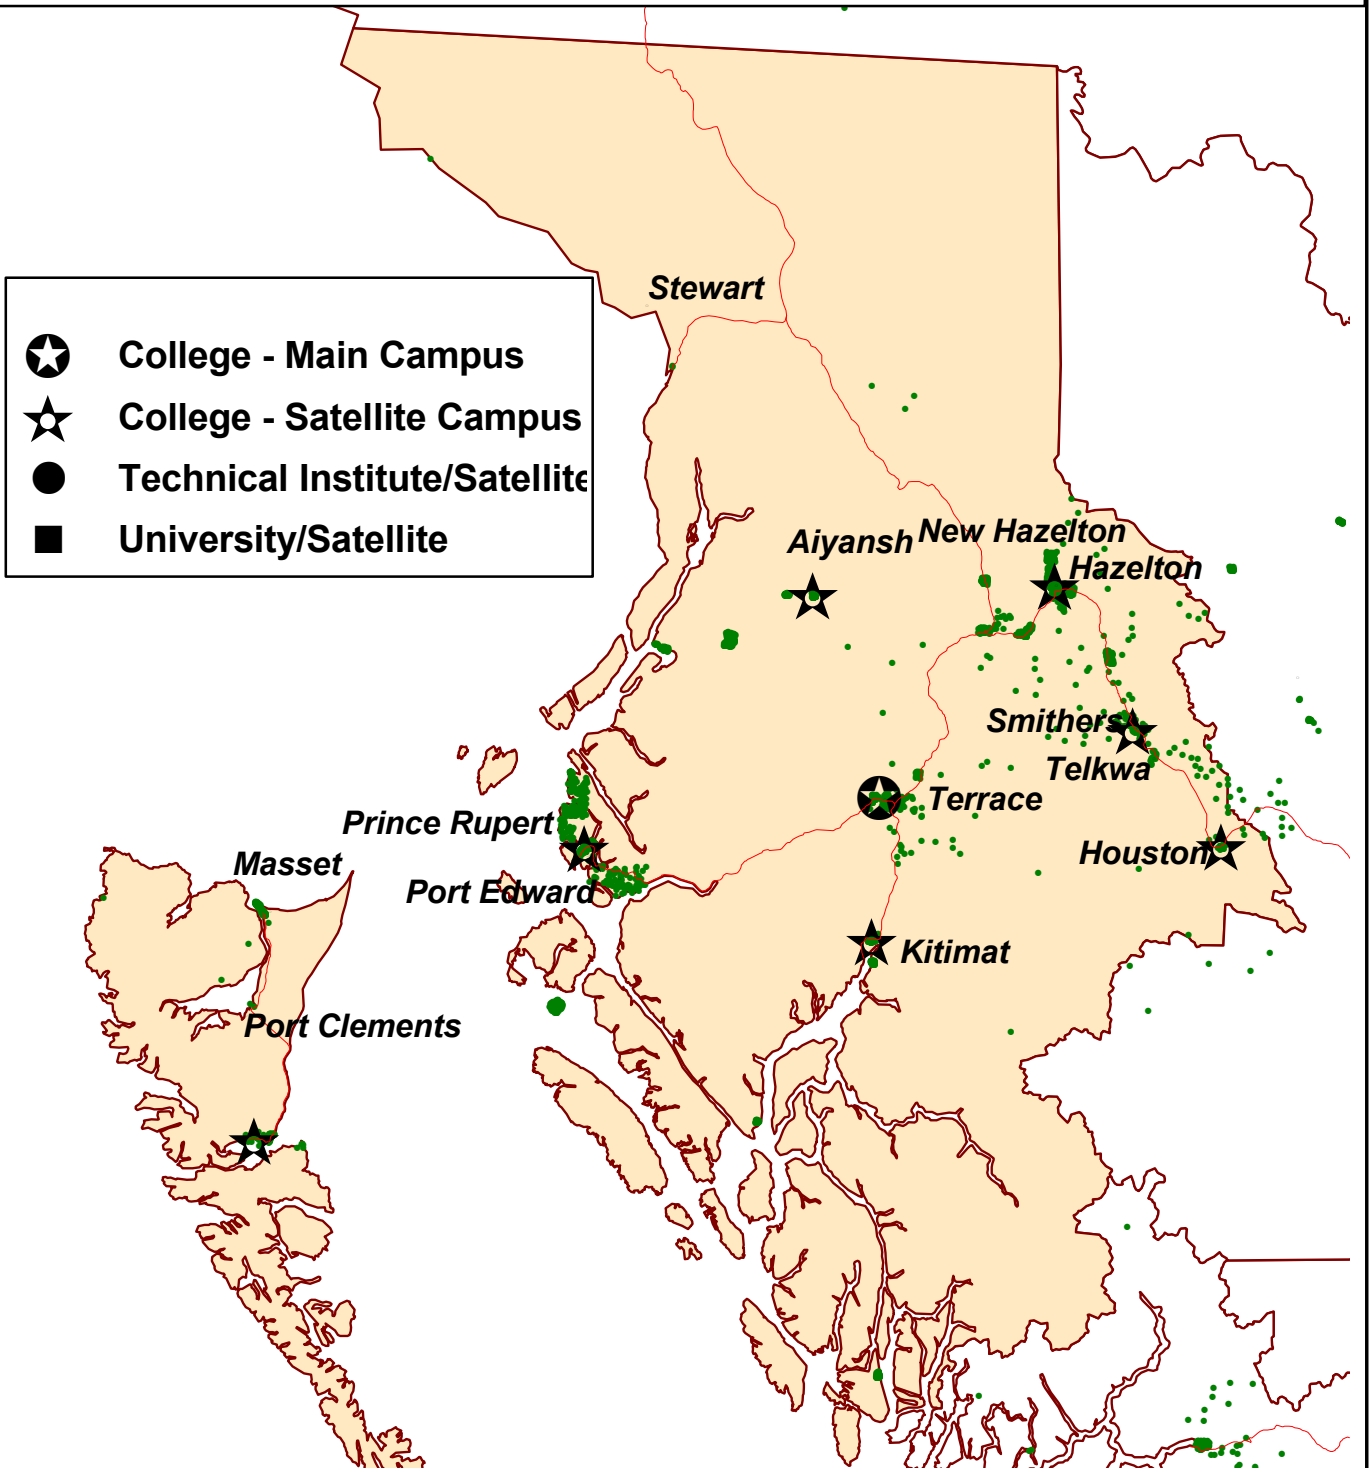 Stewart
College - Main Campus
College - Satellite Campus
Technical Institute/Satellite
University/Satellite
New Hazelton
Aiyansh
Hazelton
Smithers
Telkwa
Terrace
Prince Rupert
Houston
Masset
Port Edward
Kitimat
Port Clements